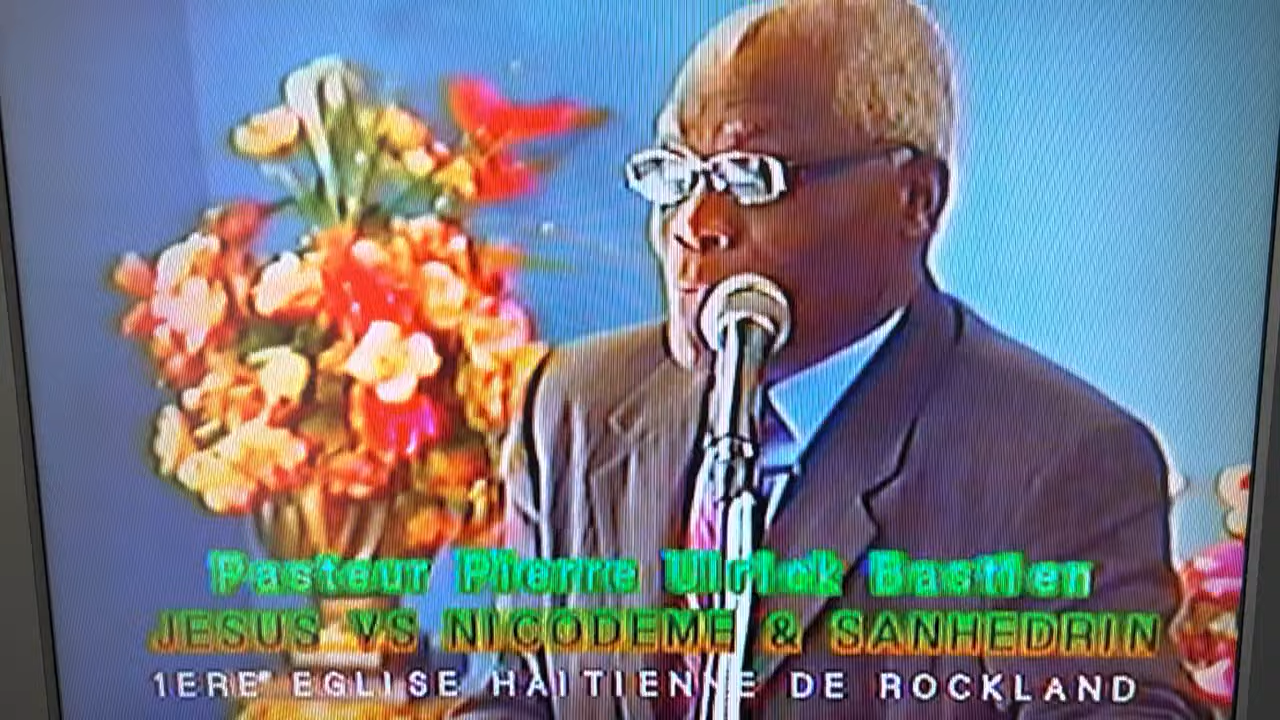 Pasteur Pierre Ulrick Bastien
JESUS VS NICODEME & SANHEDRIN
1ERE EGLISE HAITIENNE DE ROCKLAND